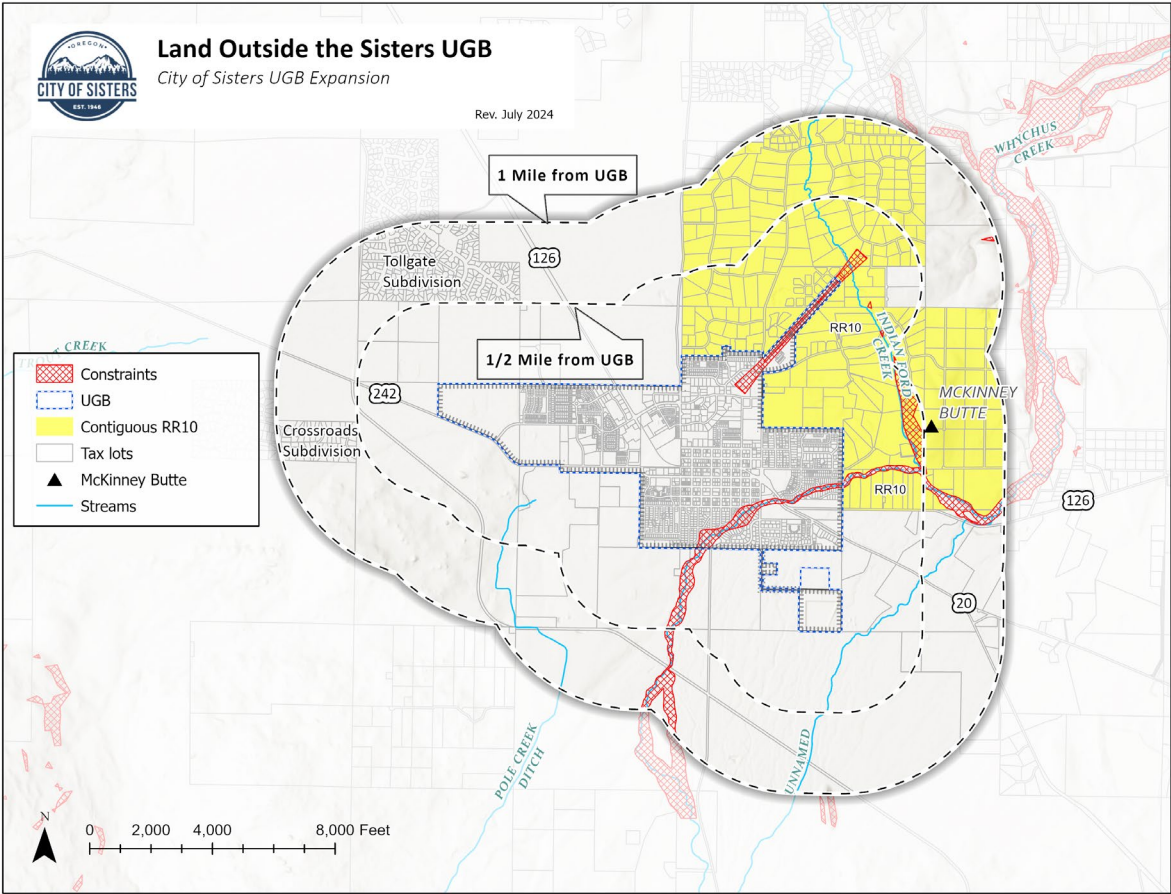 OREGON
CITY OF SISTERS
EST. 1946
Land Outside the Sisters UGB
City of Sisters UGB Expansion
Rev. July 2024
WHYCHUS
CREEK
1 Mile from UGB
126
Tollgate
Subdivision
RR10
INDIAN FORD
CREEK
CREEK
1/2 Mile from UGB
242
MCKINNEY
BUTTE
Crossroads
Subdivision
RR10
126
20
Constraints
UGB
Contiguous RR10
Tax lots
McKinney Butte
Streams
POLE CREEK
DITCH
UNNAMED
N
0 2,000 4,000 8,000 Feet